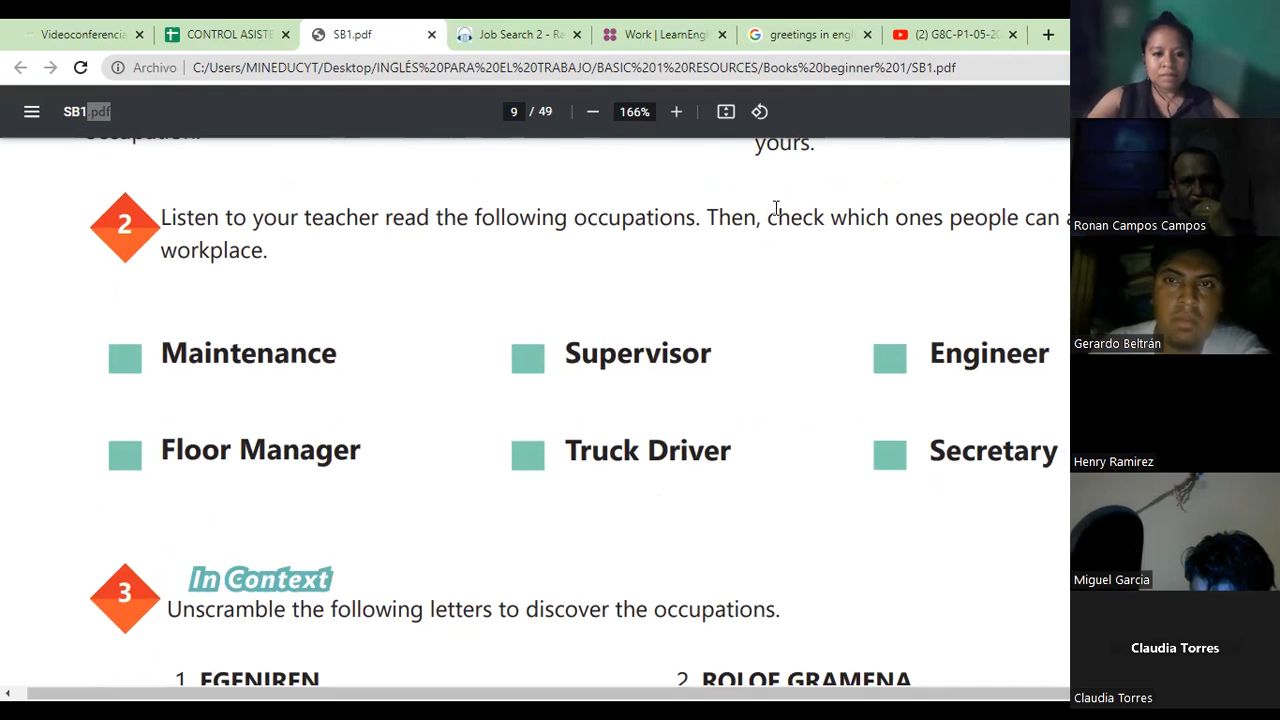 Videoconferencia
CONTROL ASISTE
SB1.pdf
Job Search 2 - Ra
Work | LearnEngl
greetings in engl
(2) G8C-P1-05-20
Archivo
C:/Users/MINEDUCYT/Desktop/INGLÉS%20PARA%20EL%20TRABAJO/BASIC%201%20RESOURCES/Books%20beginner%201/SB1.pdf
SB1.pdf
9 / 49
166%
occupation.
yours.
2
Listen to your teacher read the following occupations. Then, check which ones people can a
workplace.
Maintenance
Supervisor
Engineer
Floor Manager
Truck Driver
Secretary
3
In Context
Unscramble the following letters to discover the occupations.
1. EGENIREN
2. ROLOF GRAMENA
Ronan Campos Campos
Gerardo Beltrán
Henry Ramirez
Miguel Garcia
Claudia Torres
Claudia Torres